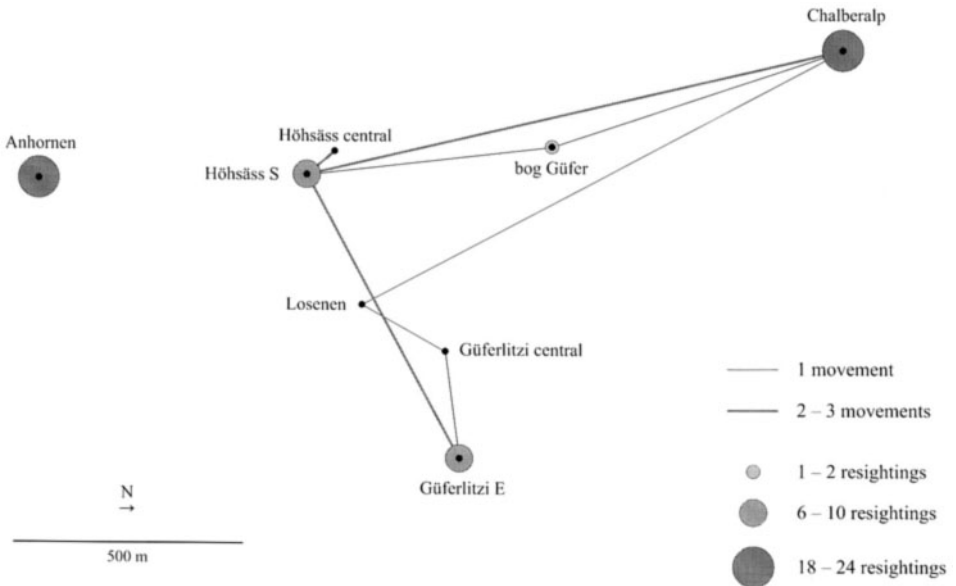 Chalberalp
Anhornen
Höhsäss central
Höhsäss S
bog Güfer
Losenen
Güferlitzi central
Güferlitzi E
N
→
500 m
1 movement
2 – 3 movements
1 – 2 resightings
6 – 10 resightings
18 – 24 resightings